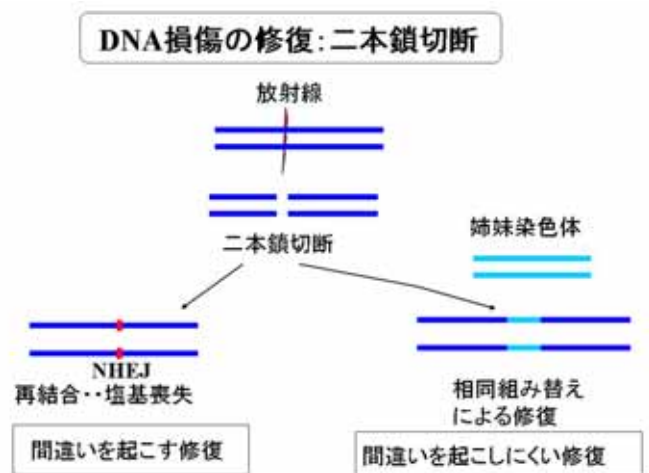 DNA損傷の修復:二本鎖切断
放射線
二本鎖切断
姉妹染色体
NHEJ
再結合‥塩基喪失
間違いを起こす修復
相同組み替え
による修復
間違いを起こしにくい修復